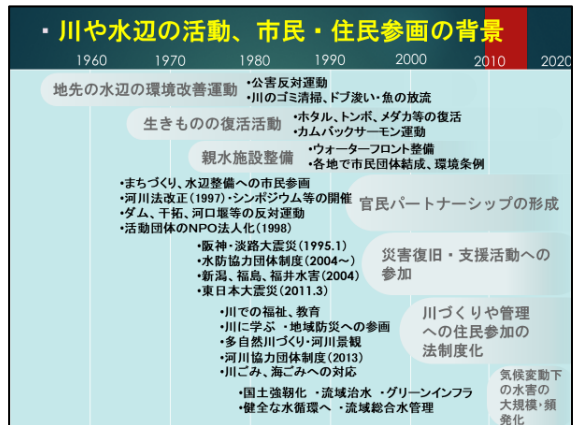 ▪川や水辺の活動、市民・住民参画の背景
1960 1970 1980 1990 2000 2010 2020
地先の水辺の環境改善運動
•公害反対運動
•川のゴミ清掃、ドブ浚い・魚の放流
生きものの復活活動
•ホタル、トンボ、メダカ等の復活
•カムバックサーモン運動
親水施設整備
•ウォーターフロント整備
•各地で市民団体結成、環境条例
•まちづくり、水辺整備への市民参画
•河川法改正(1997)・シンポジウム等の開催
•ダム、干拓、河口堰等の反対運動
•活動団体のNPO法人化(1998)
官民パートナーシップの形成
•阪神・淡路大震災(1995.1)
•水防協力団体制度(2004～)
•新潟、福島、福井水害(2004)
•東日本大震災(2011.3)
災害復旧・支援活動への
参加
•川での福祉、教育
•川に学ぶ ・地域防災への参画
•多自然川づくり・河川景観
•河川協力団体制度(2013)
•川ごみ、海ごみへの対応
川づくりや管理
への住民参加の
法制度化
•国土強靱化 ・流域治水 ・グリーンインフラ
•健全な水循環へ ・流域総合水管理
気候変動下
の水害の
大規模・頻
発化